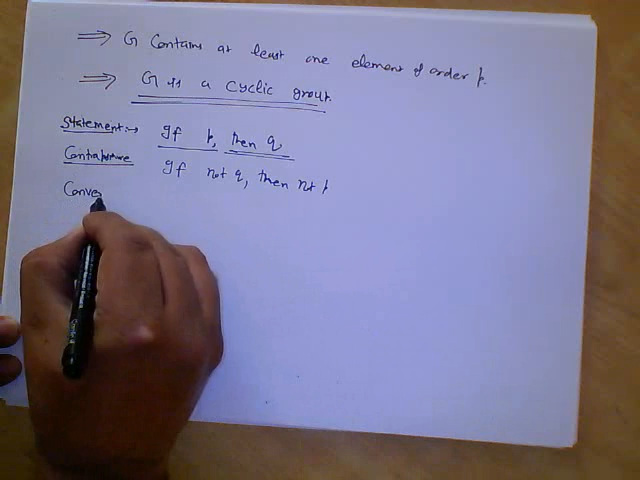 ⇒ G Contains at least one element of order p.
⇒ G is a cyclic group.
Statement:→ If p, then q
Contrapositive If not q, then not p
Conve